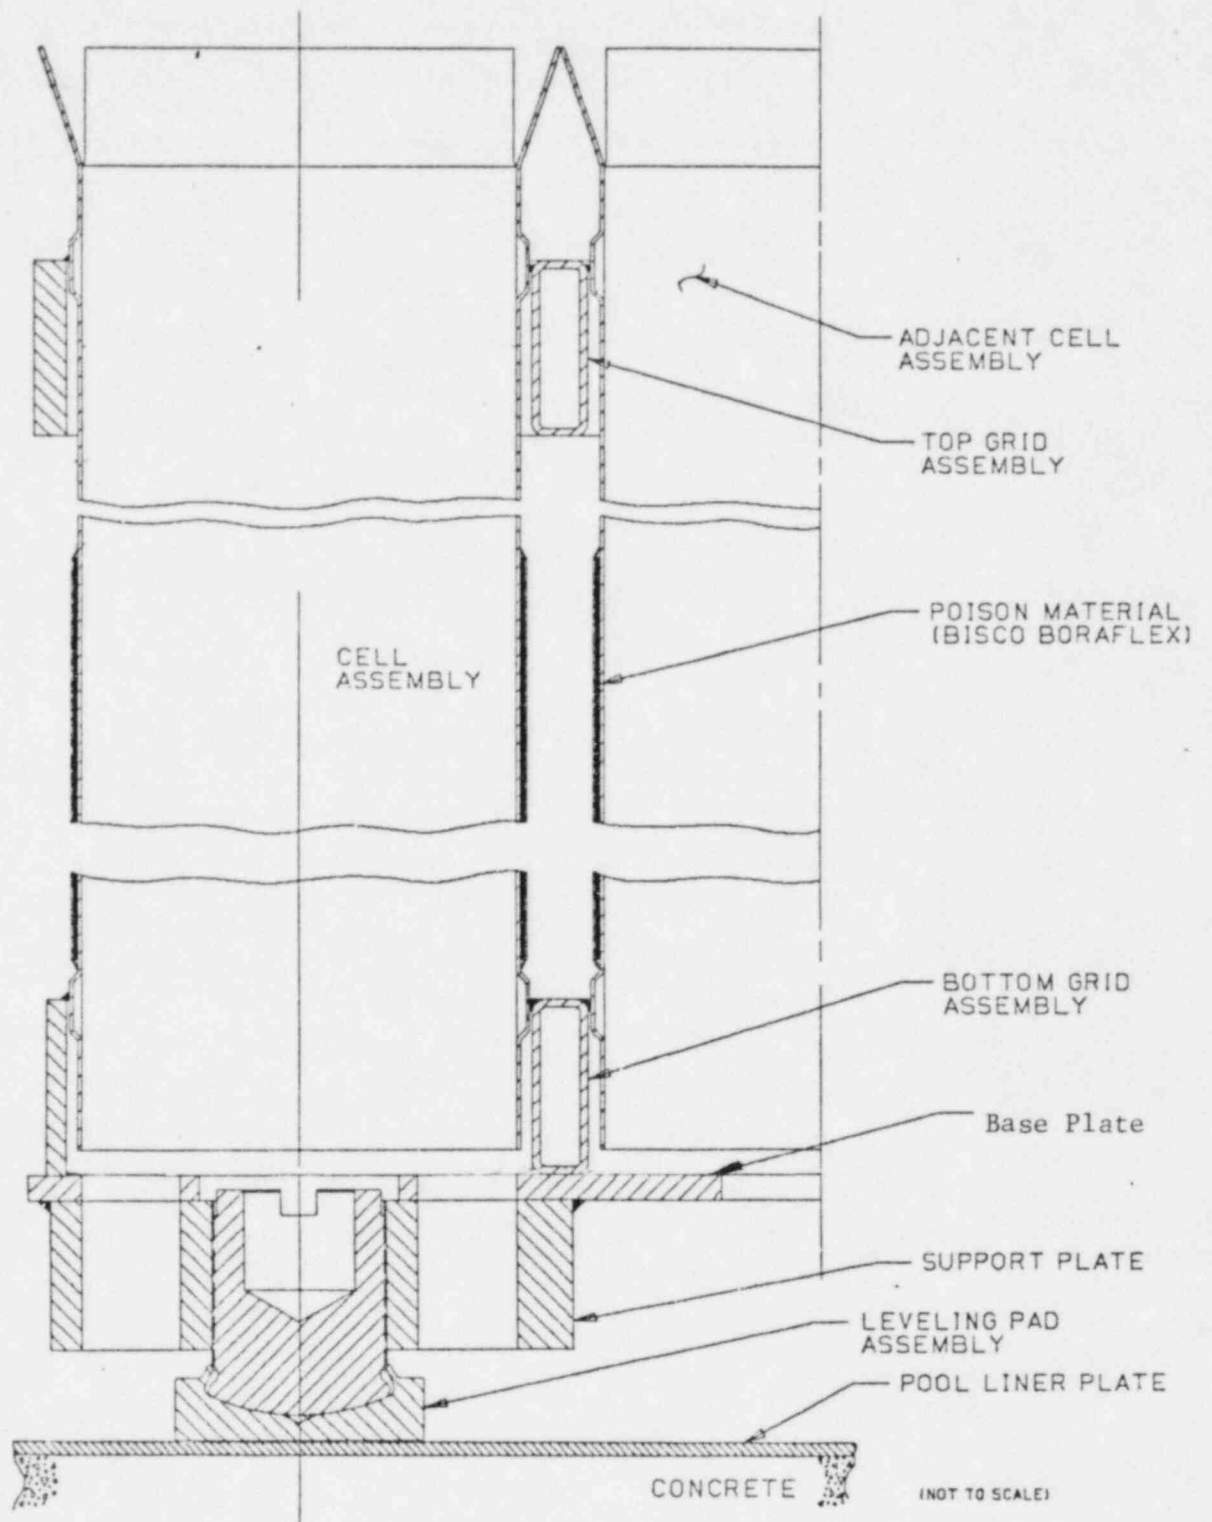 ADJACENT CELL
ASSEMBLY
TOP GRID
ASSEMBLY
POISON MATERIAL
(BISCO BORAFLEX)
CELL
ASSEMBLY
BOTTOM GRID
ASSEMBLY
Base Plate
SUPPORT PLATE
LEVELING PAD
ASSEMBLY
POOL LINER PLATE
CONCRETE
(NOT TO SCALE)